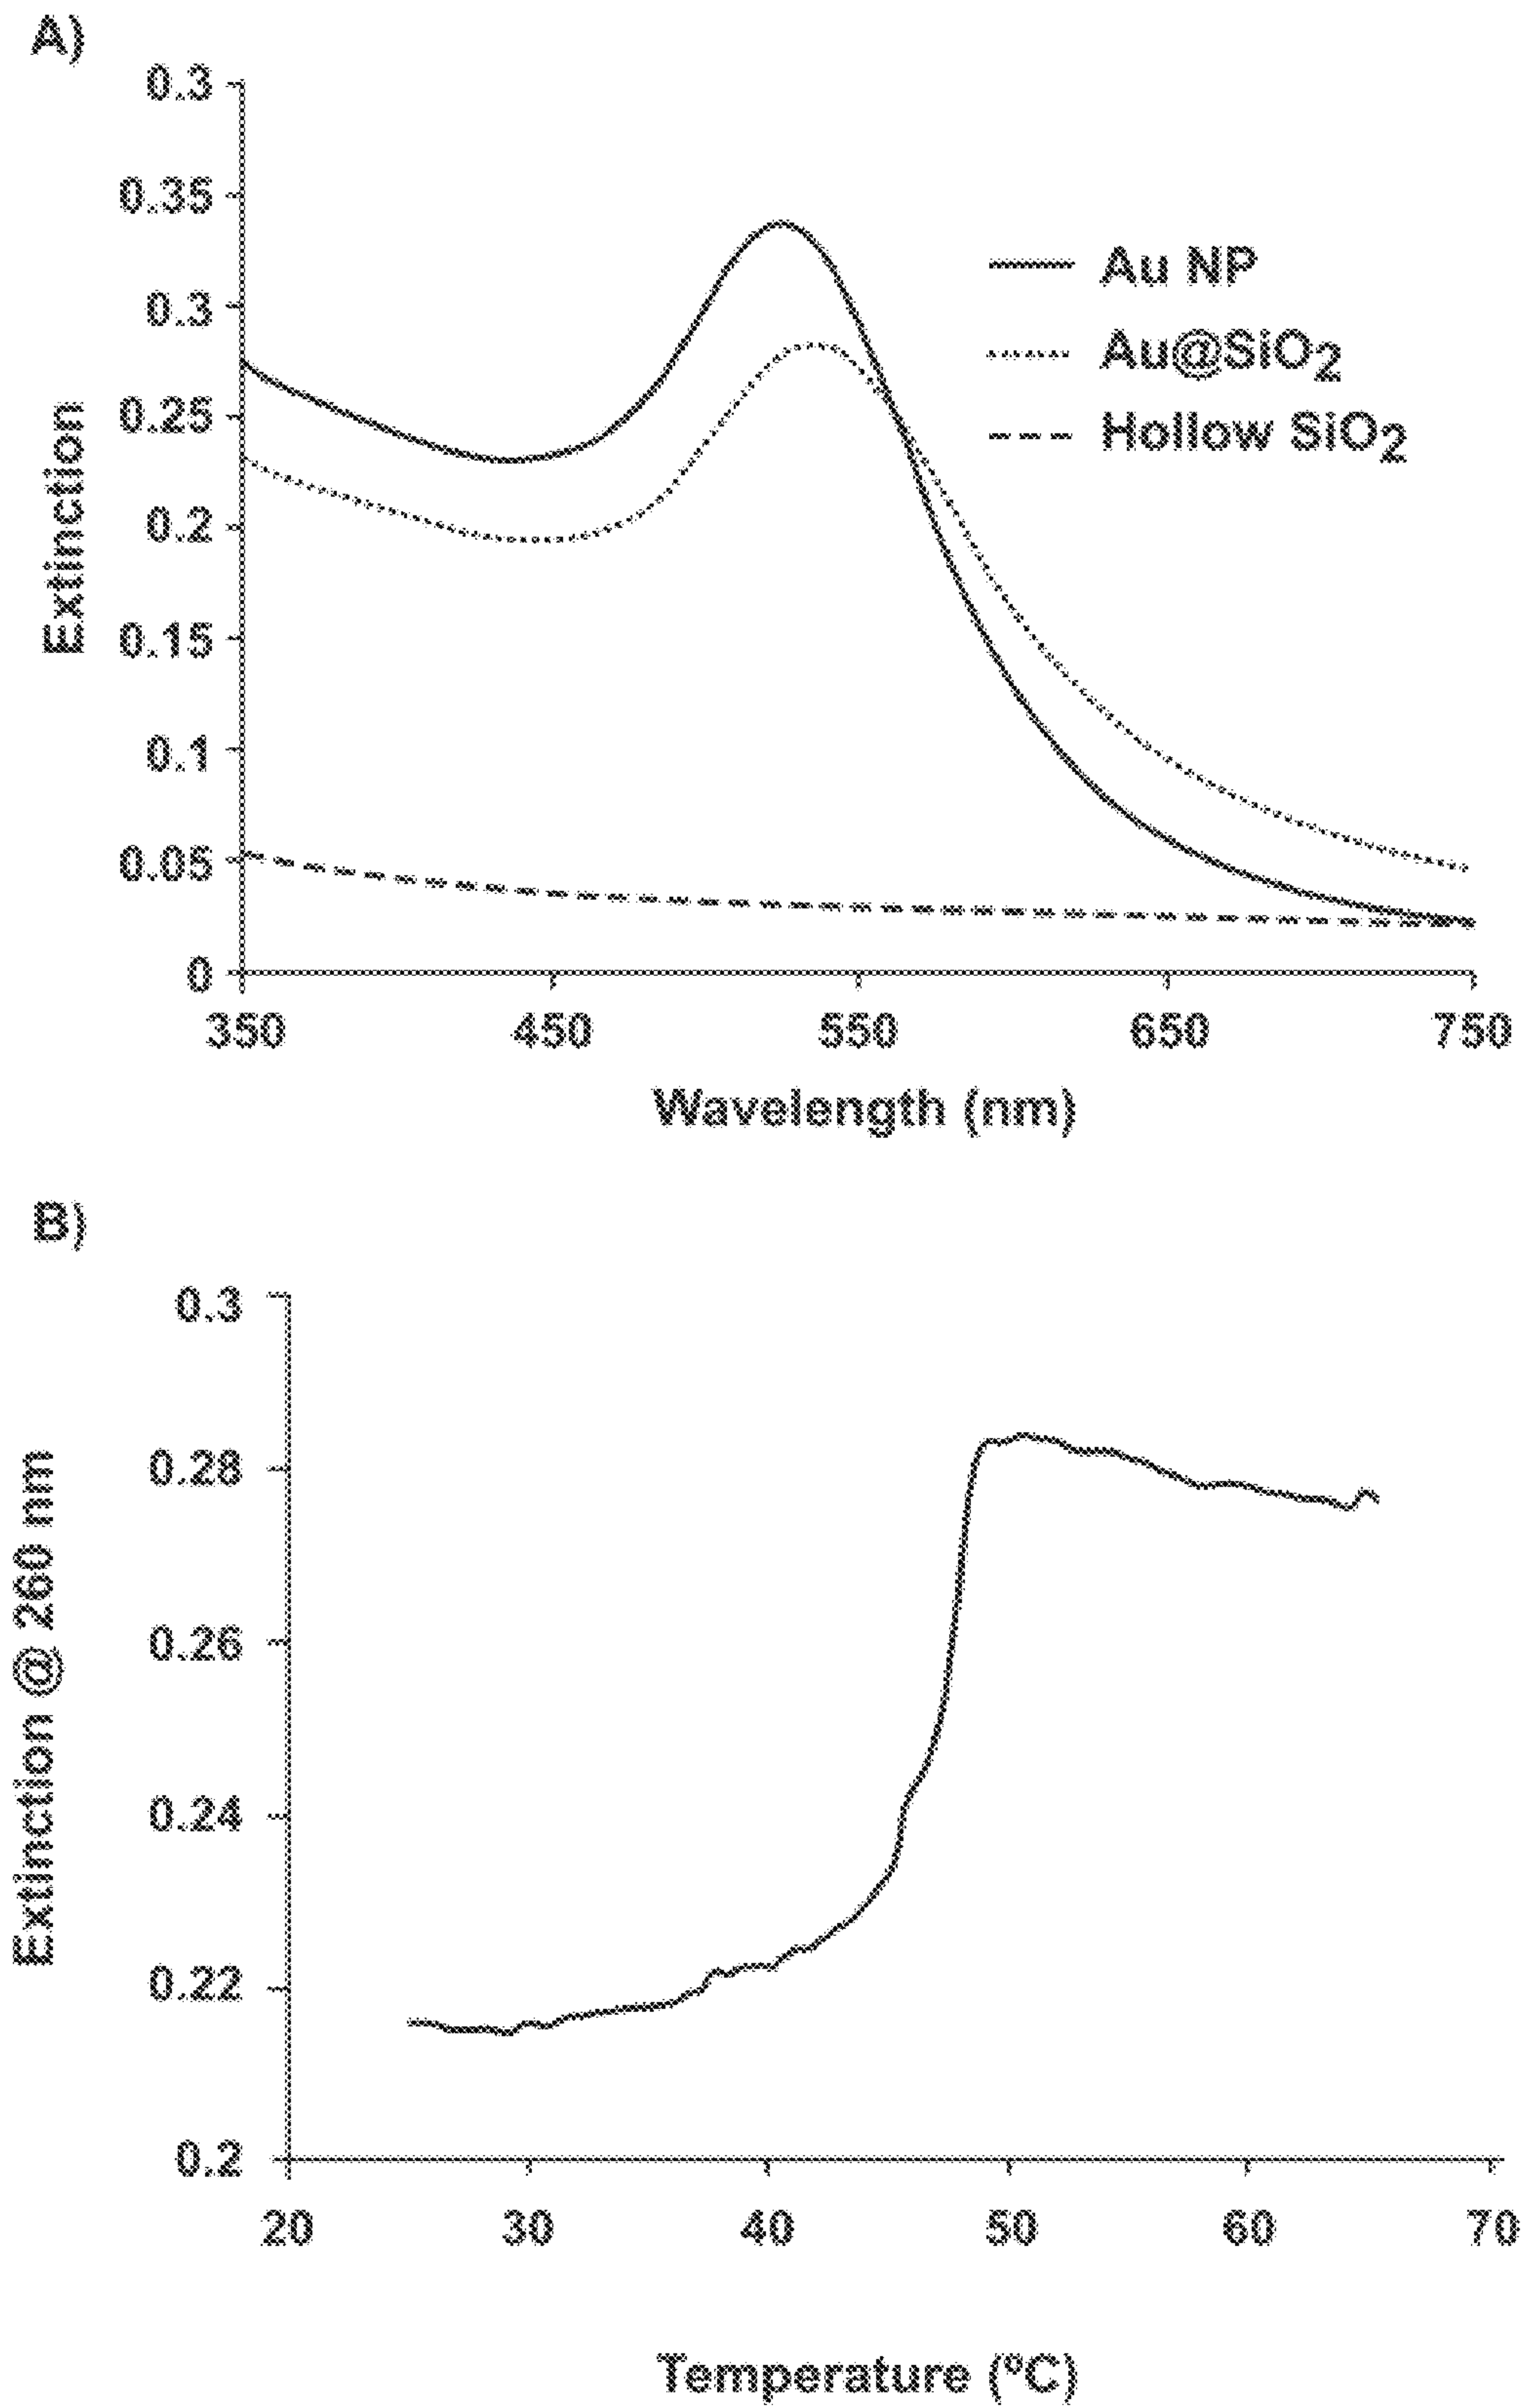 A)
0.3
0.35
0.3
0.25
0.2
0.15
0.1
0.05
0
Extinction
350 450 550 650 750
Wavelength (nm)
Au NP
Au@SiO2
Hollow SiO2
B)
0.3
0.28
0.26
0.24
0.22
0.2
Extinction @ 260 nm
20 30 40 50 60 70
Temperature (ºC)